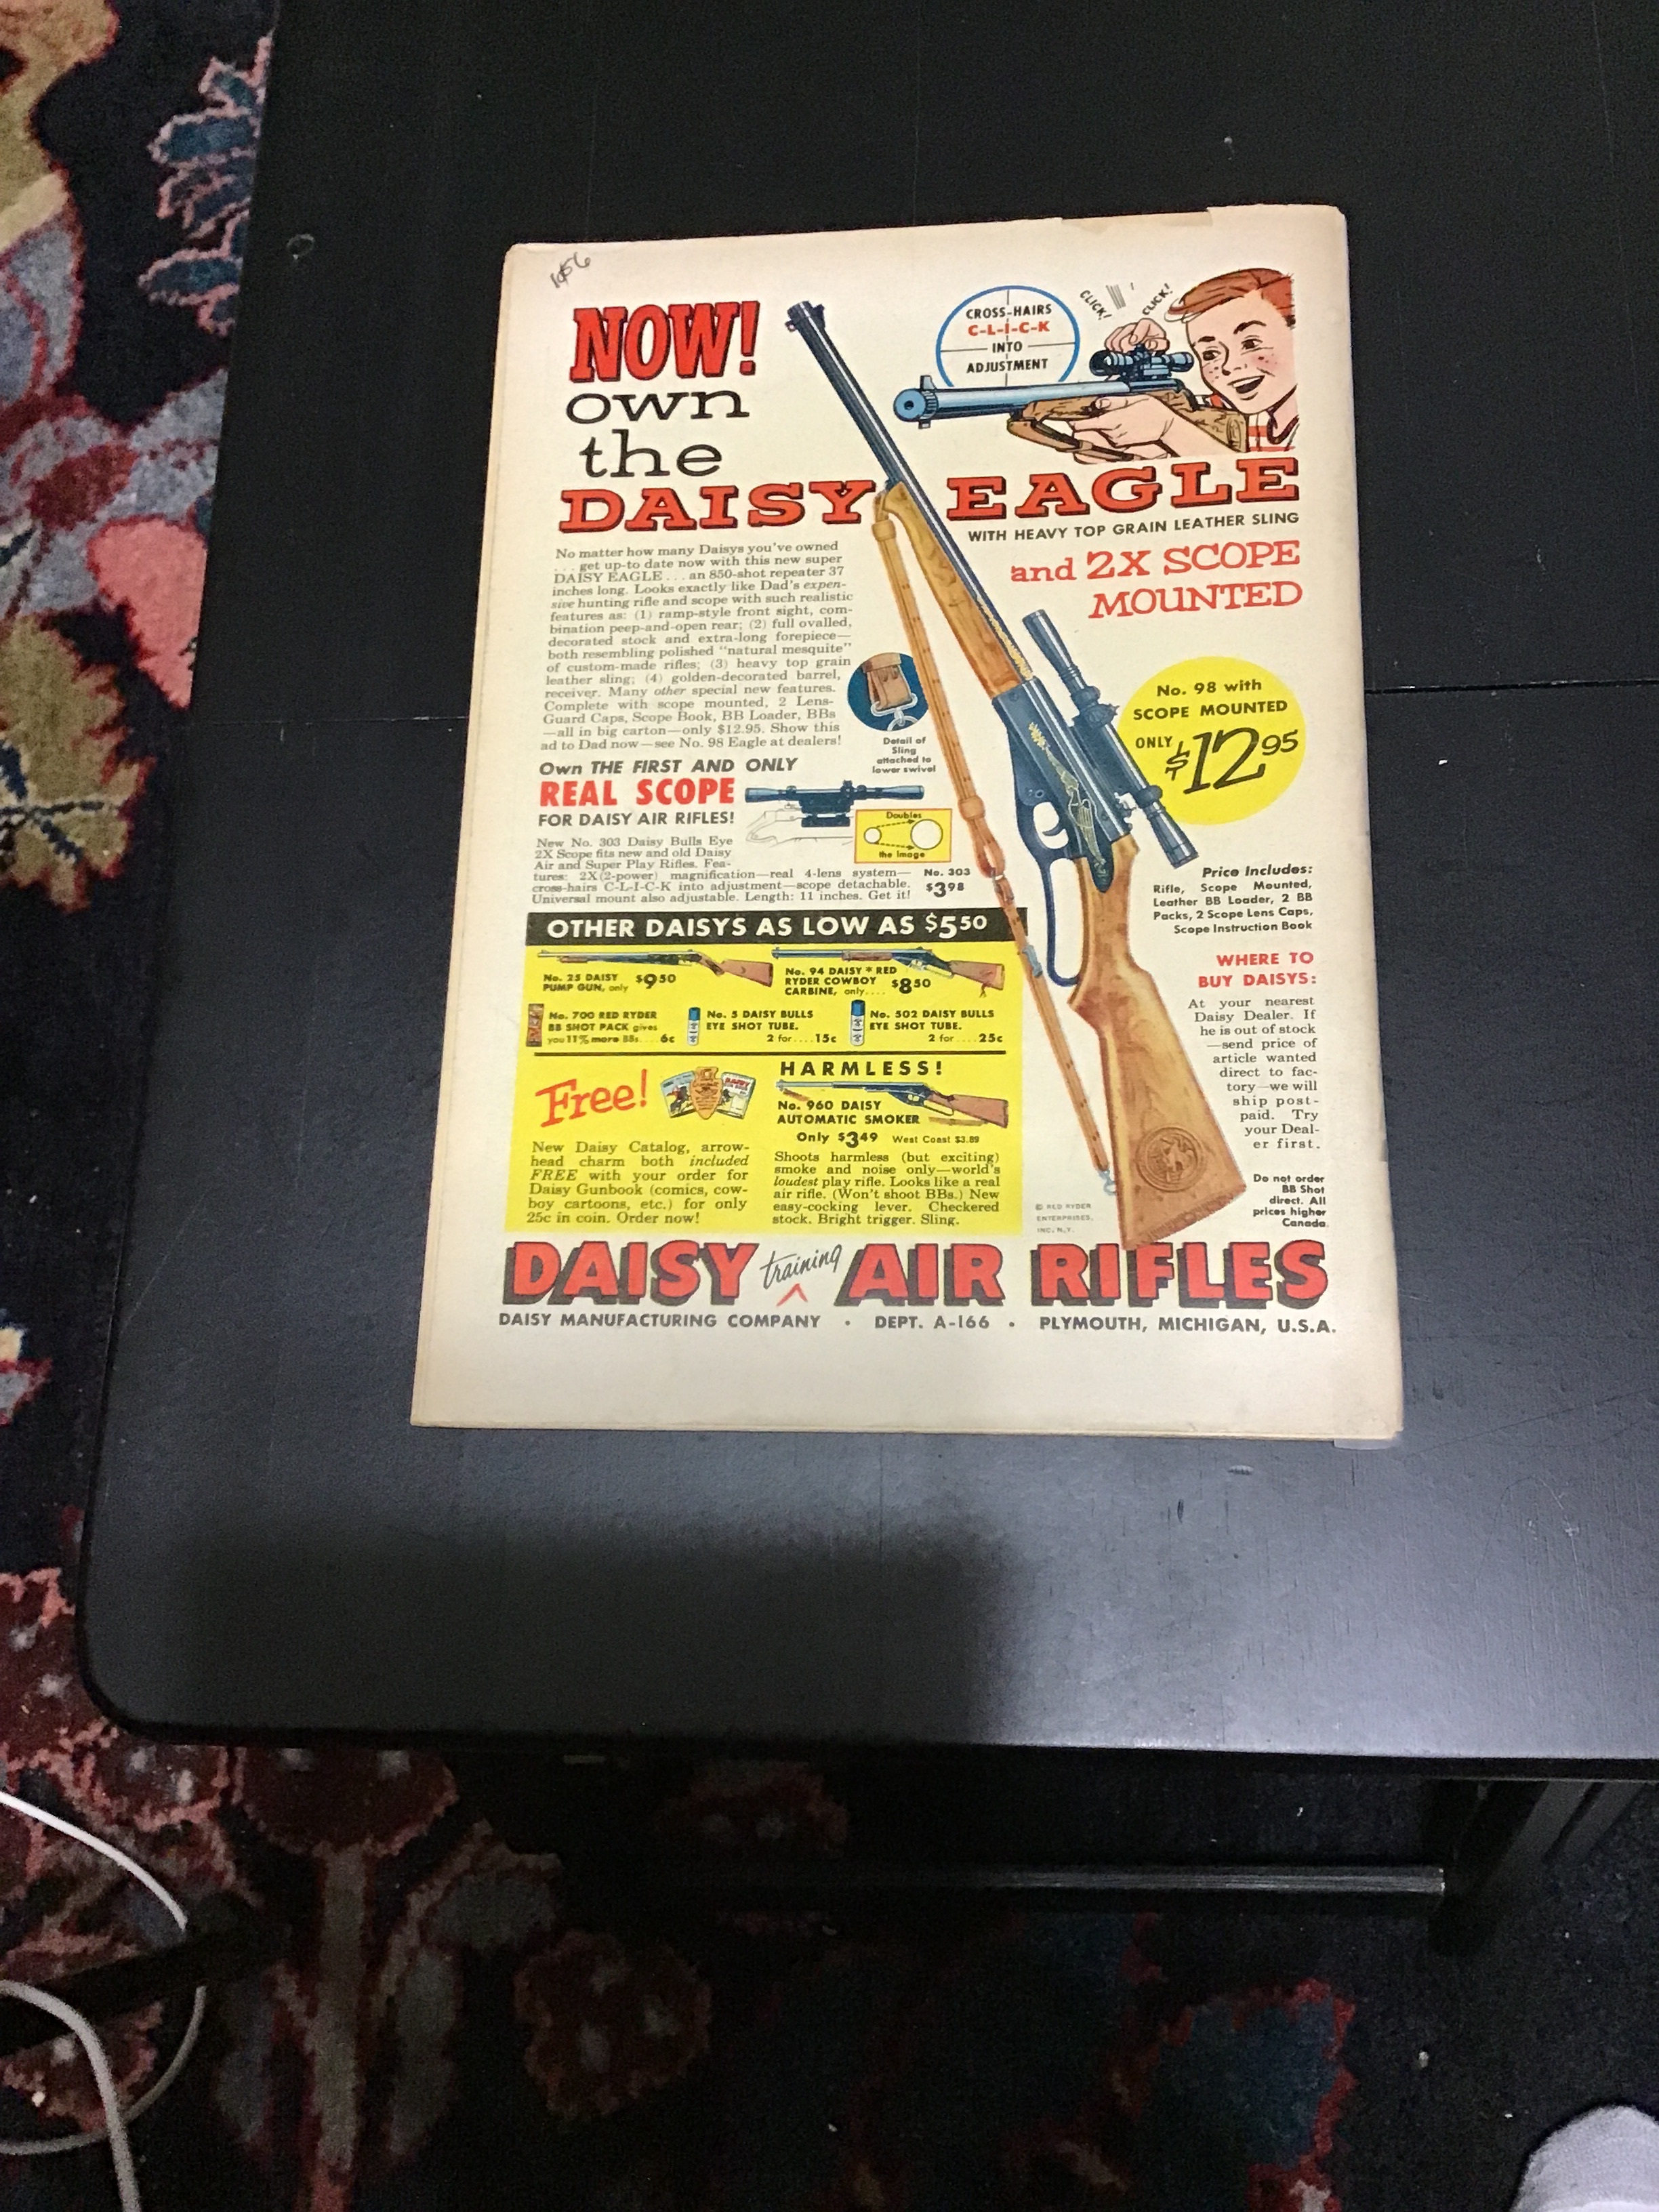 NOW!
own
the
DAISY EAGLE
WITH HEAVY TOP GRAIN LEATHER SLING
and 2X SCOPE
MOUNTED
CROSS-HAIRS
C-L-I-C-K
INTO
ADJUSTMENT
CLICK!
CLICK!
No matter how many Daisys you've owned
. . . get up-to date now with this new super
DAISY EAGLE . . . an 850-shot repeater 37
inches long. Looks exactly like Dad's expen-
sive hunting rifle and scope with such realistic
features as: (1) ramp-style front sight, com-
bination peep-and-open rear; (2) full ovalled,
decorated stock and extra-long forepiece—
both resembling polished "natural mesquite"
of custom-made rifles; (3) heavy top grain
leather sling; (4) golden-decorated barrel,
receiver. Many other special new features.
Complete with scope mounted, 2 Lens-
Guard Caps, Scope Book, BB Loader, BBs
—all in big carton—only $12.95. Show this
ad to Dad now—see No. 98 Eagle at dealers!
Detail of
Sling
attached to
lower swivel
No. 98 with
SCOPE MOUNTED
ONLY $12 95
Own THE FIRST AND ONLY
REAL SCOPE
FOR DAISY AIR RIFLES!
Doubles
the Image
New No. 303 Daisy Bulls Eye
2X Scope fits new and old Daisy
Air and Super Play Rifles. Fea-
tures: 2X (2-power) magnification—real 4-lens system—
cross-hairs C-L-I-C-K into adjustment—scope detachable.
Universal mount also adjustable. Length: 11 inches. Get it!
No. 303
$3 98
Price Includes:
Rifle, Scope Mounted,
Leather BB Loader, 2 BB
Packs, 2 Scope Lens Caps,
Scope Instruction Book
OTHER DAISYS AS LOW AS $5 50
No. 25 DAISY
PUMP GUN, only $9 50
No. 94 DAISY * RED
RYDER COWBOY
CARBINE, only.... $8 50
No. 700 RED RYDER
BB SHOT PACK gives
you 11% more BBs.... 6c
No. 5 DAISY BULLS
EYE SHOT TUBE.
2 for.... 15c
No. 502 DAISY BULLS
EYE SHOT TUBE.
2 for.... 25c
WHERE TO
BUY DAISYS:
At your nearest
Daisy Dealer. If
he is out of stock
—send price of
article wanted
direct to fac-
tory—we will
ship post-
paid. Try
your Deal-
er first.
Do not order
BB Shot
direct. All
prices higher
Canada.
Free!
New Daisy Catalog, arrow-
head charm both included
FREE with your order for
Daisy Gunbook (comics, cow-
boy cartoons, etc.) for only
25c in coin. Order now!
HARMLESS!
No. 960 DAISY
AUTOMATIC SMOKER
Only $3 49 West Coast $3.89
Shoots harmless (but exciting)
smoke and noise only—world's
loudest play rifle. Looks like a real
air rifle. (Won't shoot BBs.) New
easy-cocking lever. Checkered
stock. Bright trigger. Sling.
© RED RYDER
ENTERPRISES,
INC. N.Y.
DAISY training AIR RIFLES
DAISY MANUFACTURING COMPANY • DEPT. A-166 • PLYMOUTH, MICHIGAN, U.S.A.